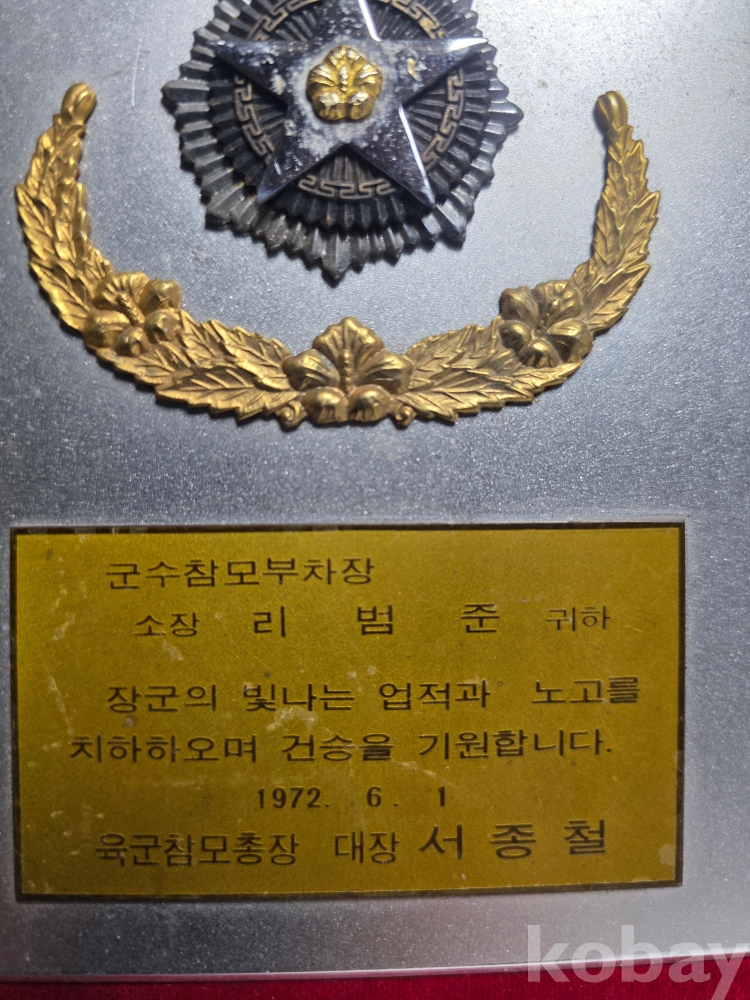 군수참모부차장
소장 리 범 준 귀하
장군의 빛나는 업적과 노고를
치하하오며 건승을 기원합니다.
1972. 6. 1
육군참모총장 대장 서종철
kobay